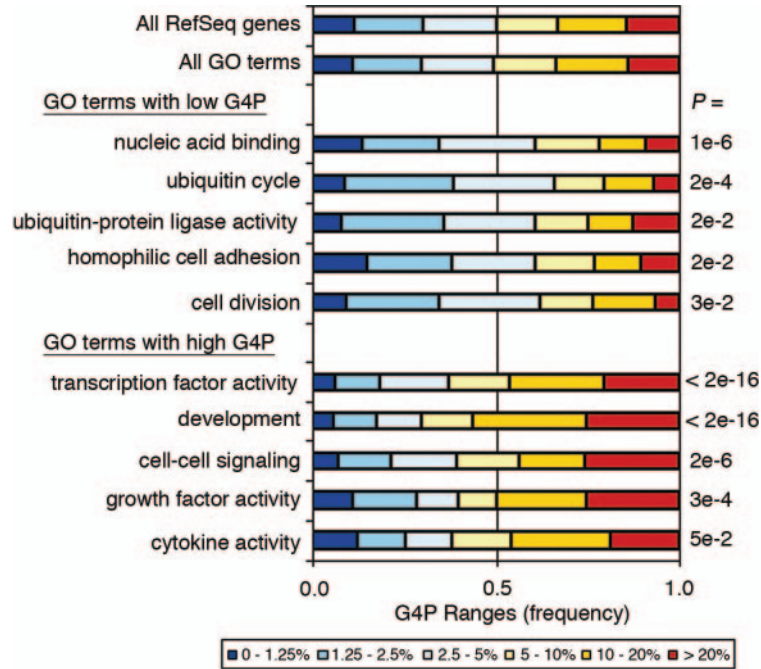 All RefSeq genes
All GO terms
GO terms with low G4P P =
nucleic acid binding 1e-6
ubiquitin cycle 2e-4
ubiquitin-protein ligase activity 2e-2
homophilic cell adhesion 2e-2
cell division 3e-2
GO terms with high G4P
transcription factor activity < 2e-16
development < 2e-16
cell-cell signaling 2e-6
growth factor activity 3e-4
cytokine activity 5e-2
0.0 0.5 1.0
G4P Ranges (frequency)
0 - 1.25% 1.25 - 2.5% 2.5 - 5% 5 - 10% 10 - 20% > 20%